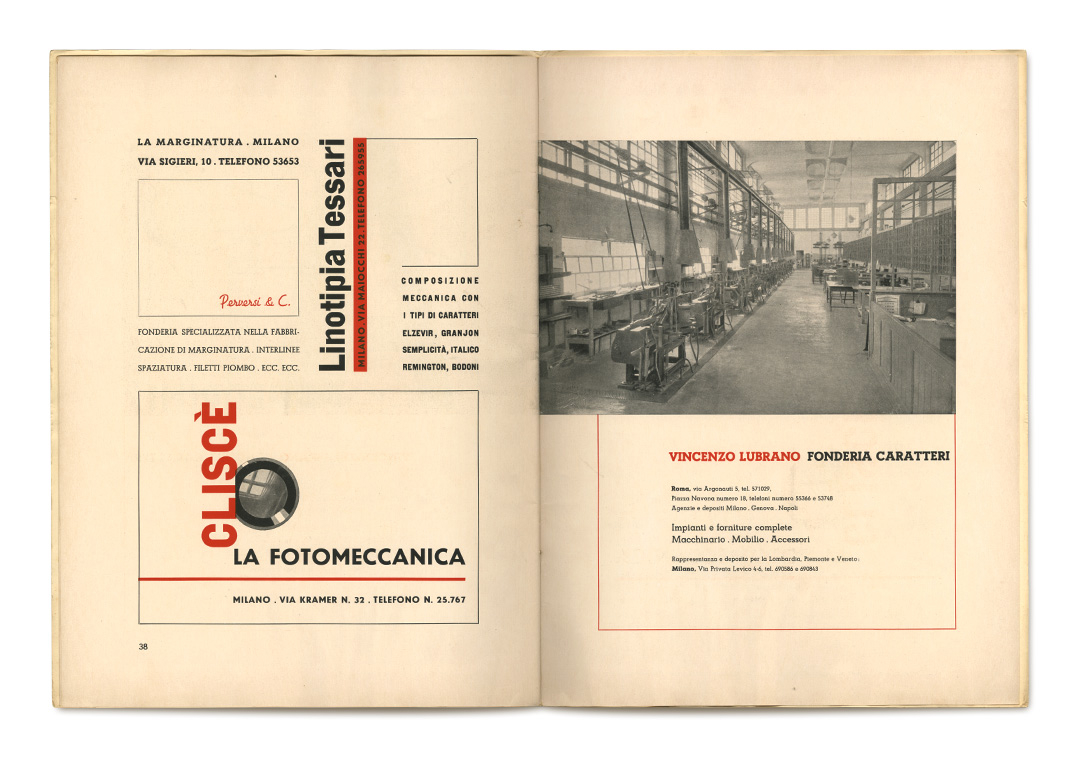 LA MARGINATURA . MILANO
VIA SIGIERI, 10 . TELEFONO 53653
Perversi & C.
FONDERIA SPECIALIZZATA NELLA FABBRI-
CAZIONE DI MARGINATURA . INTERLINEE
SPAZIATURA . FILETTI PIOMBO . ECC. ECC.
Linotipia Tessari
MILANO . VIA MAIOCCHI 22 . TELEFONO 265955
COMPOSIZIONE
MECCANICA CON
I TIPI DI CARATTERI
ELZEVIR, GRANJON
SEMPLICITÀ, ITALICO
REMINGTON, BODONI
CLISCÈ
LA FOTOMECCANICA
MILANO . VIA KRAMER N. 32 . TELEFONO N. 25.767
38
VINCENZO LUBRANO FONDERIA CARATTERI
Roma, via Argonauti 5, tel. 571029,
Piazza Navona numero 18, telefoni numero 55366 e 53748
Agenzie e depositi Milano . Genova . Napoli
Impianti e forniture complete
Macchinario . Mobilio . Accessori
Rappresentanza e deposito per la Lombardia, Piemonte e Veneto:
Milano, Via Privata Levico 4-6, tel. 690586 e 690843